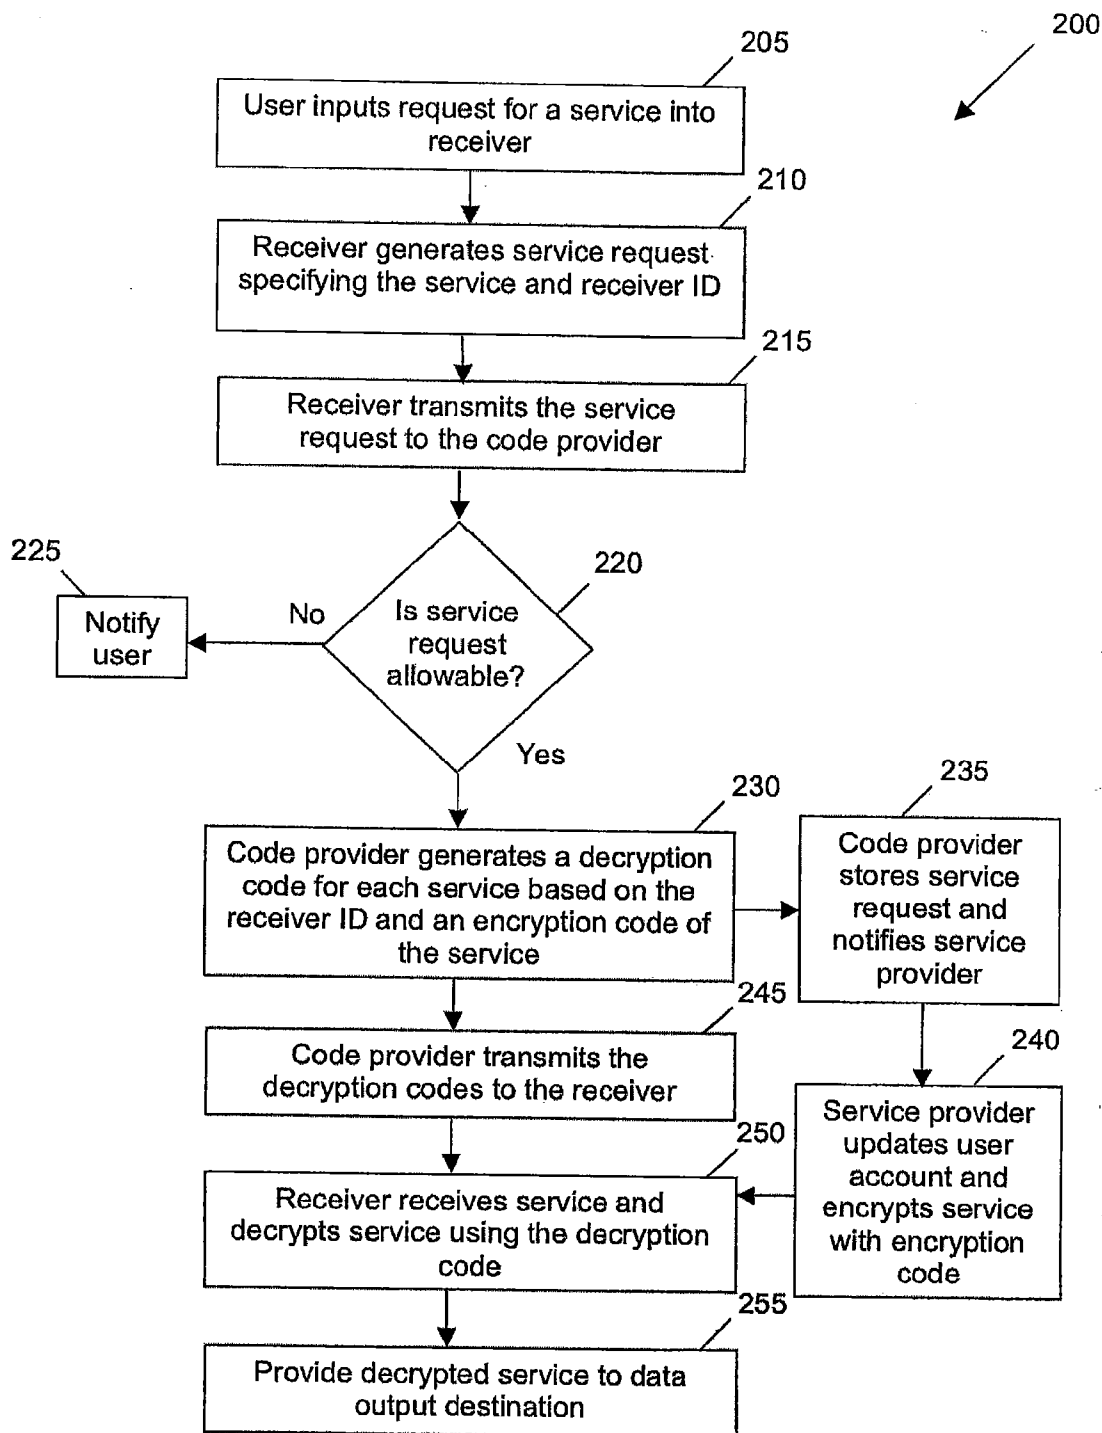 200
205
User inputs request for a service into
receiver
210
Receiver generates service request
specifying the service and receiver ID
215
Receiver transmits the service
request to the code provider
220
Is service
request
allowable?
No
225
Notify
user
Yes
230
Code provider generates a decryption
code for each service based on the
receiver ID and an encryption code of
the service
235
Code provider
stores service
request and
notifies service
provider
240
Service provider
updates user
account and
encrypts service
with encryption
code
245
Code provider transmits the
decryption codes to the receiver
250
Receiver receives service and
decrypts service using the decryption
code
255
Provide decrypted service to data
output destination